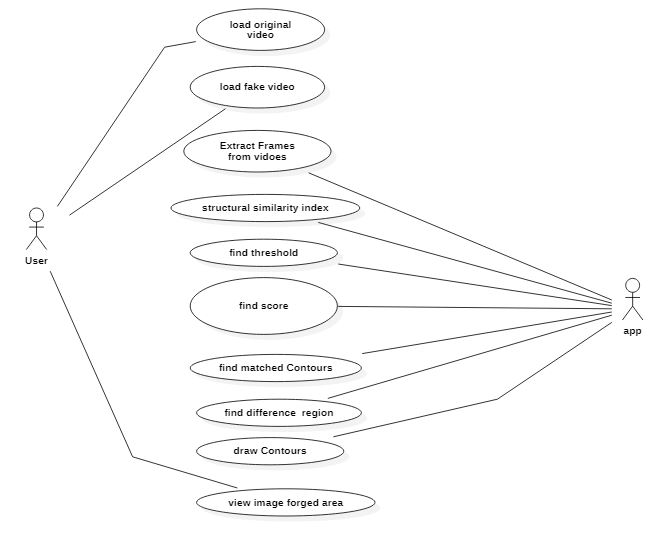 load original
video
load fake video
Extract Frames
from vidoes
structural similarity index
User
find threshold
find score
app
find matched Contours
find difference  region
draw Contours
view image forged area